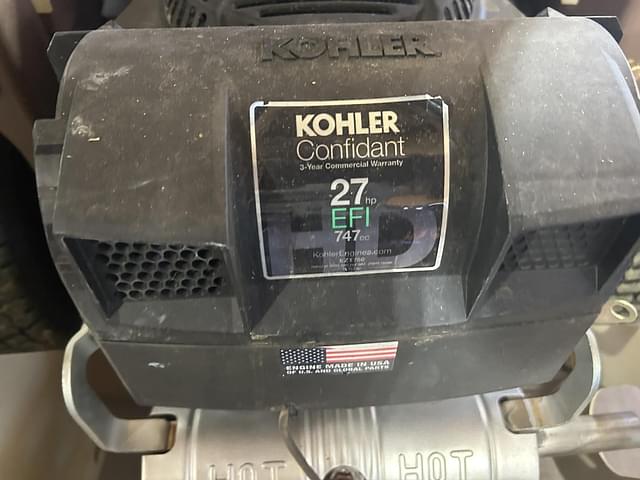 KOHLER
KOHLER
Confidant
3-Year Commercial Warranty
27 hp
EFI
747 cc
KohlerEngines.com
ENGINE MADE IN USA
OF U.S. AND GLOBAL PARTS
HOT HOT